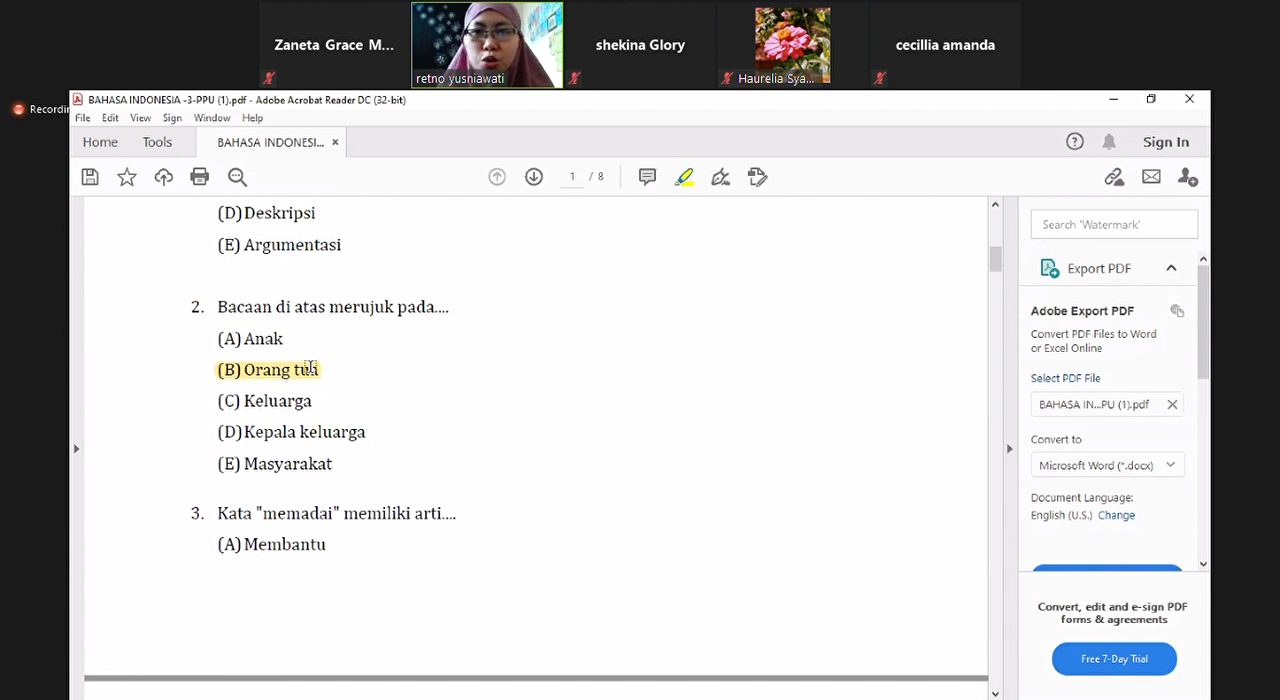 Zaneta Grace M...
retno yusniawati
shekina Glory
Haurelia Sya...
cecillia amanda
Recordin
BAHASA INDONESIA -3-PPU (1).pdf - Adobe Acrobat Reader DC (32-bit)
File Edit View Sign Window Help
Home Tools BAHASA INDONESI... × Sign In
1 / 8
(D) Deskripsi
(E) Argumentasi
2. Bacaan di atas merujuk pada....
(A) Anak
(B) Orang tua
(C) Keluarga
(D) Kepala keluarga
(E) Masyarakat
3. Kata "memadai" memiliki arti....
(A) Membantu
Search 'Watermark'
Export PDF
Adobe Export PDF
Convert PDF Files to Word
or Excel Online
Select PDF File
BAHASA IN...PU (1).pdf
Convert to
Microsoft Word (*.docx)
Document Language:
English (U.S.) Change
Convert, edit and e-sign PDF
forms & agreements
Free 7-Day Trial